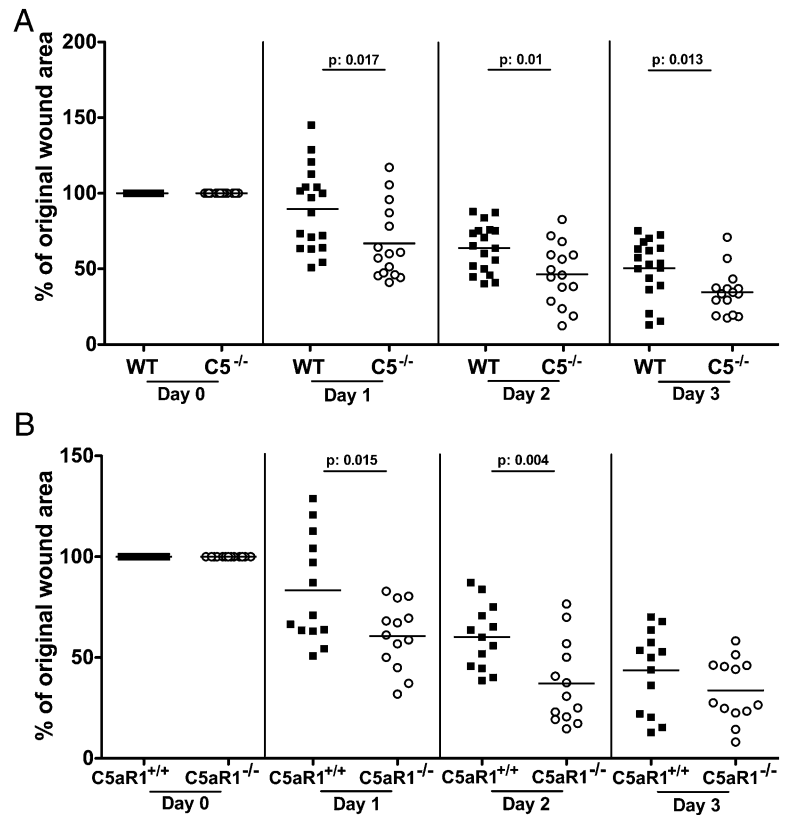 A
% of original wound area
200
150
100
50
0
p: 0.017
p: 0.01
p: 0.013
WT C5-/- WT C5-/- WT C5-/- WT C5-/-
Day 0 Day 1 Day 2 Day 3
B
% of original wound area
150
100
50
0
p: 0.015
p: 0.004
C5aR1+/+ C5aR1-/- C5aR1+/+ C5aR1-/- C5aR1+/+ C5aR1-/- C5aR1+/+ C5aR1-/-
Day 0 Day 1 Day 2 Day 3